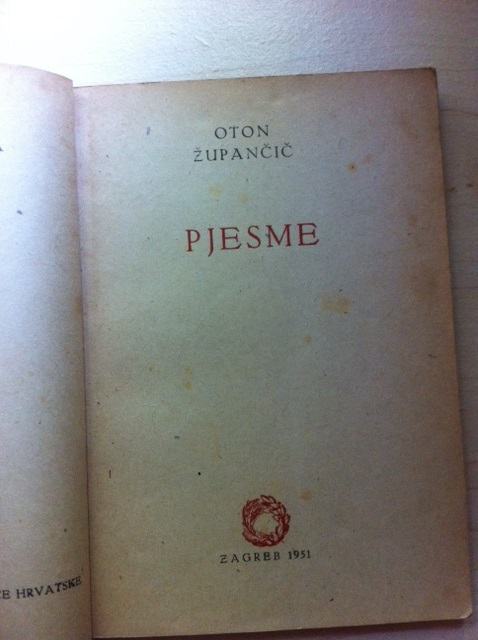 OTON
ŽUPANČIČ
PJESME
ZAGREB 1951
HRVATSKE